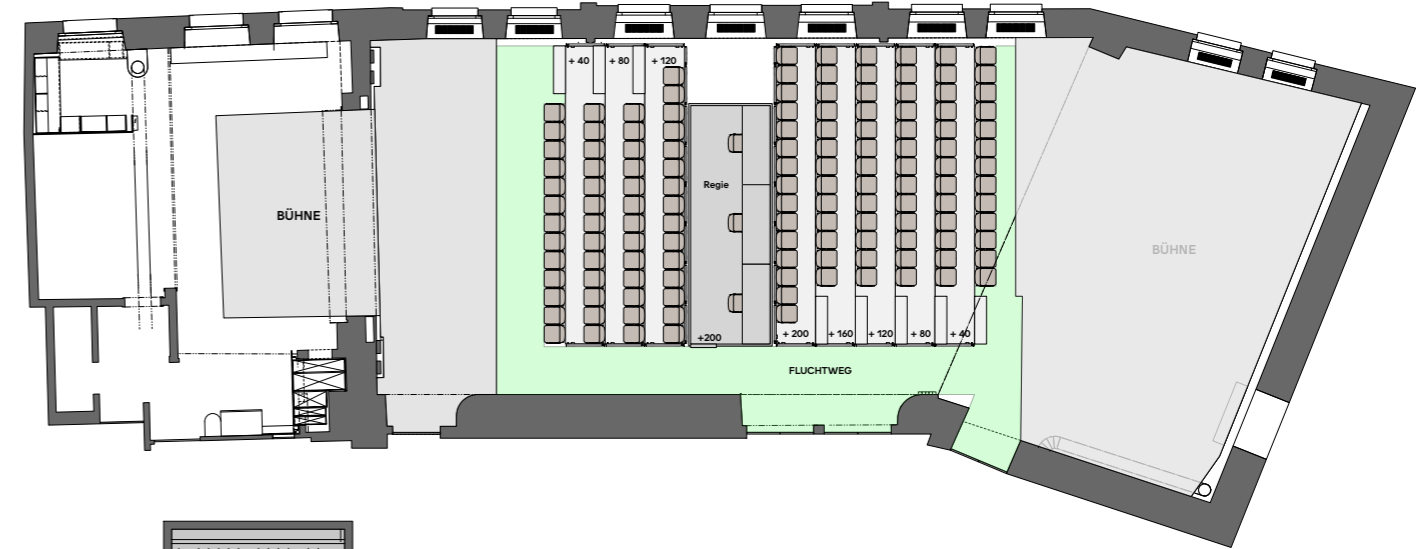 + 40
+ 80
+ 120
Regie
BÜHNE
BÜHNE
+200
+ 200
+ 160
+ 120
+ 80
+ 40
FLUCHTWEG